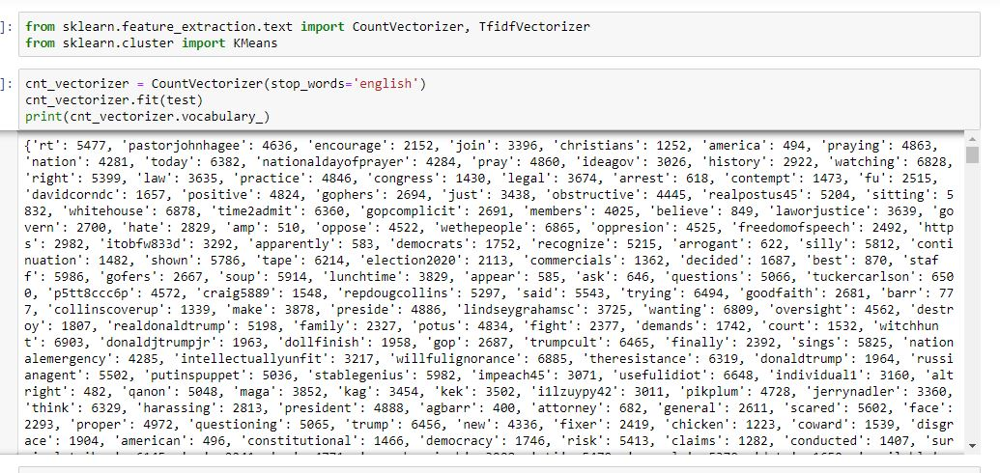 ]: from sklearn.feature_extraction.text import CountVectorizer, TfidfVectorizer
from sklearn.cluster import KMeans
]: cnt_vectorizer = CountVectorizer(stop_words='english')
cnt_vectorizer.fit(test)
print(cnt_vectorizer.vocabulary_)
{'rt': 5477, 'pastorjohnhagee': 4636, 'encourage': 2152, 'join': 3396, 'christians': 1252, 'america': 494, 'praying': 4863,
'nation': 4281, 'today': 6382, 'nationaldayofprayer': 4284, 'pray': 4860, 'ideagov': 3026, 'history': 2922, 'watching': 6828,
'right': 5399, 'law': 3635, 'practice': 4846, 'congress': 1430, 'legal': 3674, 'arrest': 618, 'contempt': 1473, 'fu': 2515,
'davidcorndc': 1657, 'positive': 4824, 'gophers': 2694, 'just': 3438, 'obstructive': 4445, 'realpostus45': 5204, 'sitting': 5
832, 'whitehouse': 6878, 'time2admit': 6360, 'gopcomplicit': 2691, 'members': 4025, 'believe': 849, 'laworjustice': 3639, 'go
vern': 2700, 'hate': 2829, 'amp': 510, 'oppose': 4522, 'wethepeople': 6865, 'oppresion': 4525, 'freedomofspeech': 2492, 'http
s': 2982, 'itobfw833d': 3292, 'apparently': 583, 'democrats': 1752, 'recognize': 5215, 'arrogant': 622, 'silly': 5812, 'conti
nuation': 1482, 'shown': 5786, 'tape': 6214, 'election2020': 2113, 'commercials': 1362, 'decided': 1687, 'best': 870, 'staf
f': 5986, 'gofers': 2667, 'soup': 5914, 'lunchtime': 3829, 'appear': 585, 'ask': 646, 'questions': 5066, 'tuckercarlson': 650
0, 'p5tt8ccc6p': 4572, 'craig5889': 1548, 'repdougcollins': 5297, 'said': 5543, 'trying': 6494, 'goodfaith': 2681, 'barr': 77
7, 'collinscoverup': 1339, 'make': 3878, 'preside': 4886, 'lindseygrahamsc': 3725, 'wanting': 6809, 'oversight': 4562, 'destr
oy': 1807, 'realdonaldtrump': 5198, 'family': 2327, 'potus': 4834, 'fight': 2377, 'demands': 1742, 'court': 1532, 'witchhun
t': 6903, 'donaldjtrumpjr': 1963, 'dollfinish': 1958, 'gop': 2687, 'trumpcult': 6465, 'finally': 2392, 'sings': 5825, 'nation
alemergency': 4285, 'intellectuallyunfit': 3217, 'willfulignorance': 6885, 'theresistance': 6319, 'donaldtrump': 1964, 'russi
anagent': 5502, 'putinspuppet': 5036, 'stablegenius': 5982, 'impeach45': 3071, 'usefulidiot': 6648, 'individual1': 3160, 'alt
right': 482, 'qanon': 5048, 'maga': 3852, 'kag': 3454, 'kek': 3502, 'i1lzuypy42': 3011, 'pikplum': 4728, 'jerrynadler': 3360,
'think': 6329, 'harassing': 2813, 'president': 4888, 'agbarr': 400, 'attorney': 682, 'general': 2611, 'scared': 5602, 'face':
2293, 'proper': 4972, 'questioning': 5065, 'trump': 6456, 'new': 4336, 'fixer': 2419, 'chicken': 1223, 'coward': 1539, 'disgr
ace': 1904, 'american': 496, 'constitutional': 1466, 'democracy': 1746, 'risk': 5413, 'claims': 1282, 'conducted': 1407, 'sur